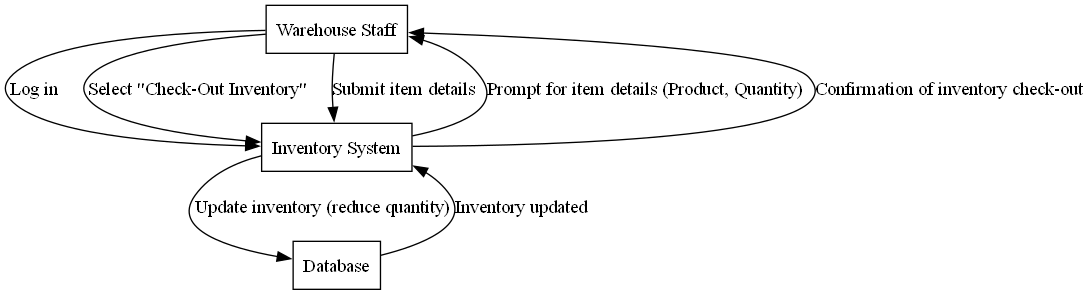 Warehouse Staff
Log in
Select "Check-Out Inventory"
Submit item details
Prompt for item details (Product, Quantity)
Confirmation of inventory check-out
Inventory System
Update inventory (reduce quantity)
Inventory updated
Database